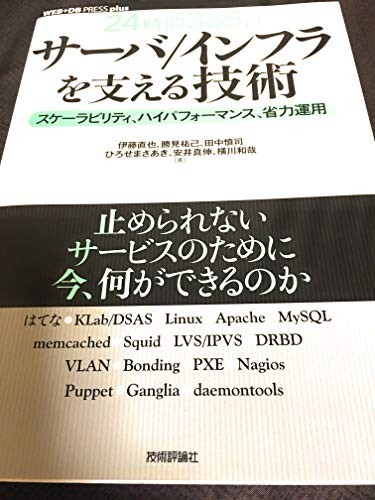 WEB+DB PRESS plus
24時間365日
サーバ/インフラ
を支える技術
スケーラビリティ、ハイパフォーマンス、省力運用
伊藤直也、勝見祐己、田中慎司
ひろせまさあき、安井真伸、横川和哉
[著]
止められない
サービスのために
今、何ができるのか
はてな KLab/DSAS Linux Apache MySQL
memcached Squid LVS/IPVS DRBD
VLAN Bonding PXE Nagios
Puppet Ganglia daemontools
技術評論社